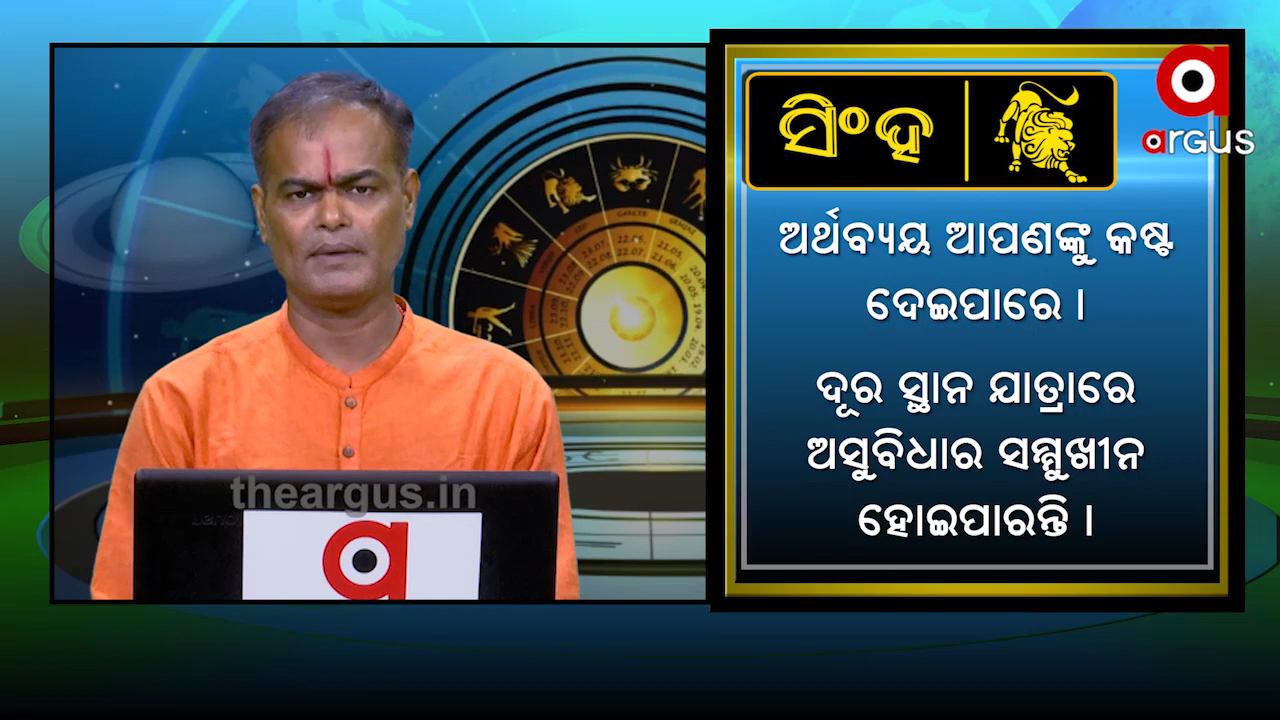 ସିଂହ
argus
ଅର୍ଥବ୍ୟୟ ଆପଣଙ୍କୁ କଷ୍ଟ
ଦେଇପାରେ ।
ଦୂର ସ୍ଥାନ ଯାତ୍ରାରେ
ଅସୁବିଧାର ସମ୍ମୁଖୀନ
ହୋଇପାରନ୍ତି ।
theargus.in